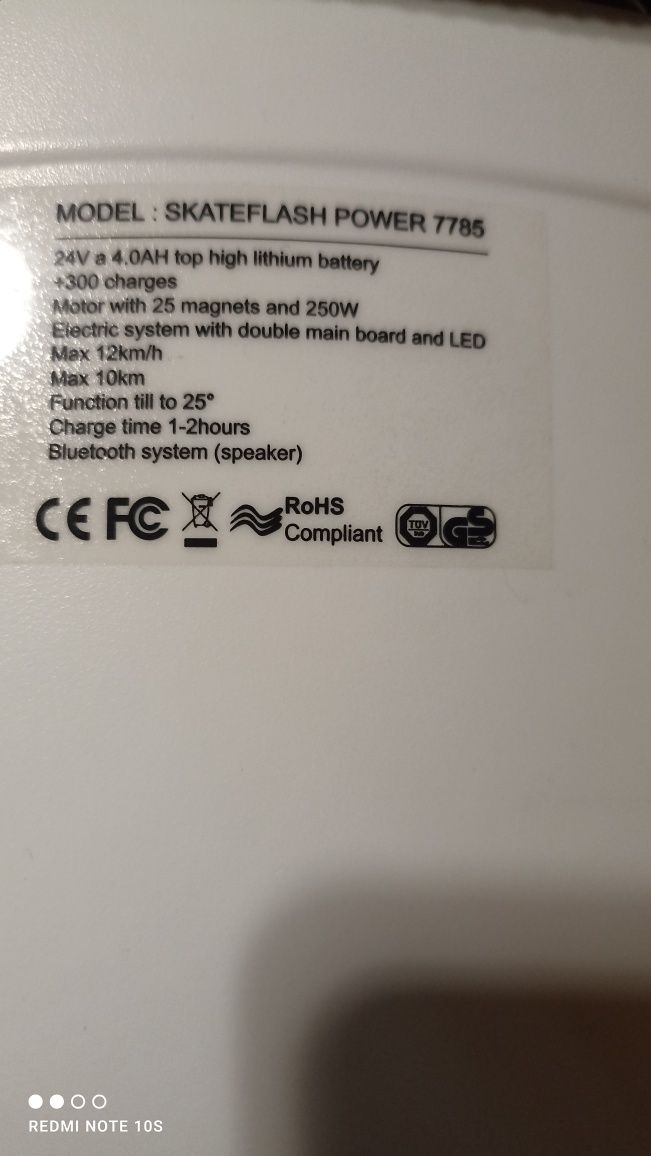 MODEL : SKATEFLASH POWER 7785
24V a 4.0AH top high lithium battery
+300 charges
Motor with 25 magnets and 250W
Electric system with double main board and LED
Max 12km/h
Max 10km
Function till to 25°
Charge time 1-2hours
Bluetooth system (speaker)
CE FC RoHS
Compliant
TÜV GS
REDMI NOTE 10S